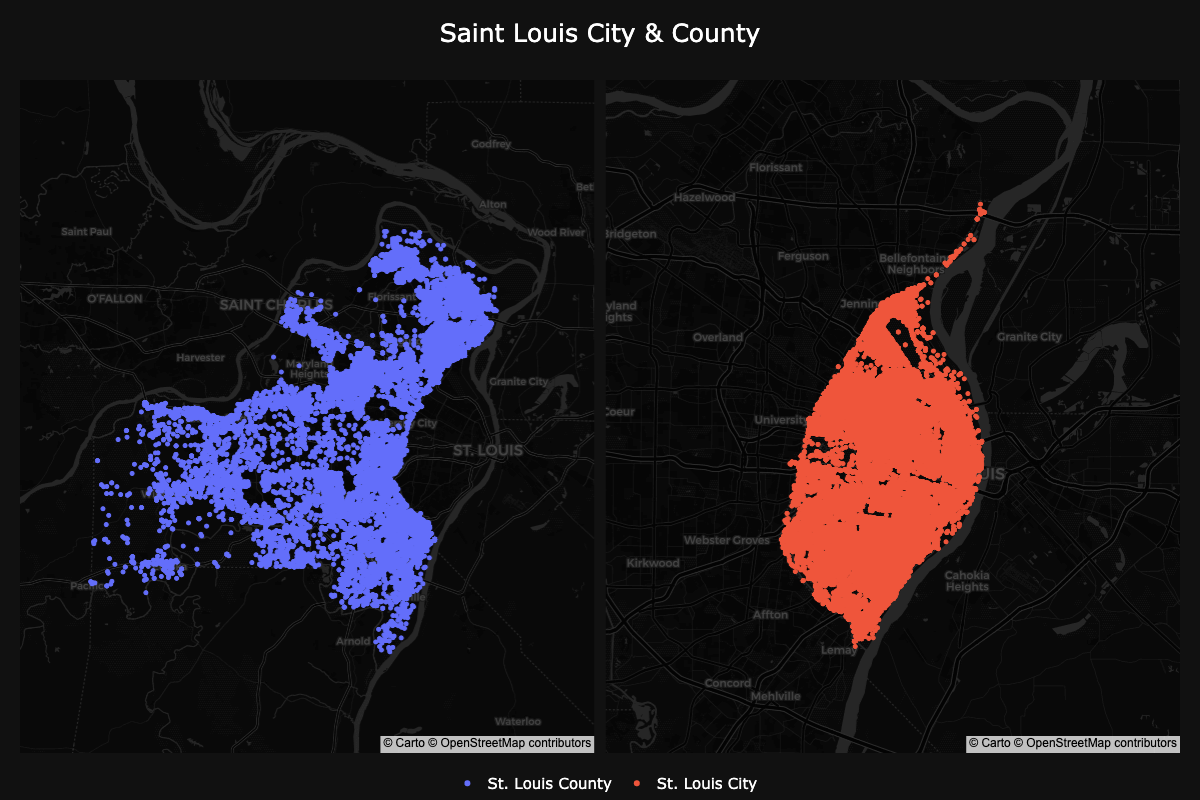 Saint Louis City & County
Godfrey
Bet
Alton
Saint Paul
Wood River
O'FALLON
SAINT CHARLES
Florissant
Harvester
Maryland
Heights
Granite City
City
ST. LOUIS
Pacific
Arnold
Waterloo
© Carto © OpenStreetMap contributors
Florissant
Hazelwood
Bridgeton
Ferguson
Bellefontaine
Neighbors
yland
ights
Jennings
Overland
Granite City
Coeur
University
UIS
Webster Groves
Kirkwood
Cahokia
Heights
Affton
Lemay
Concord
Mehlville
© Carto © OpenStreetMap contributors
St. Louis County
St. Louis City